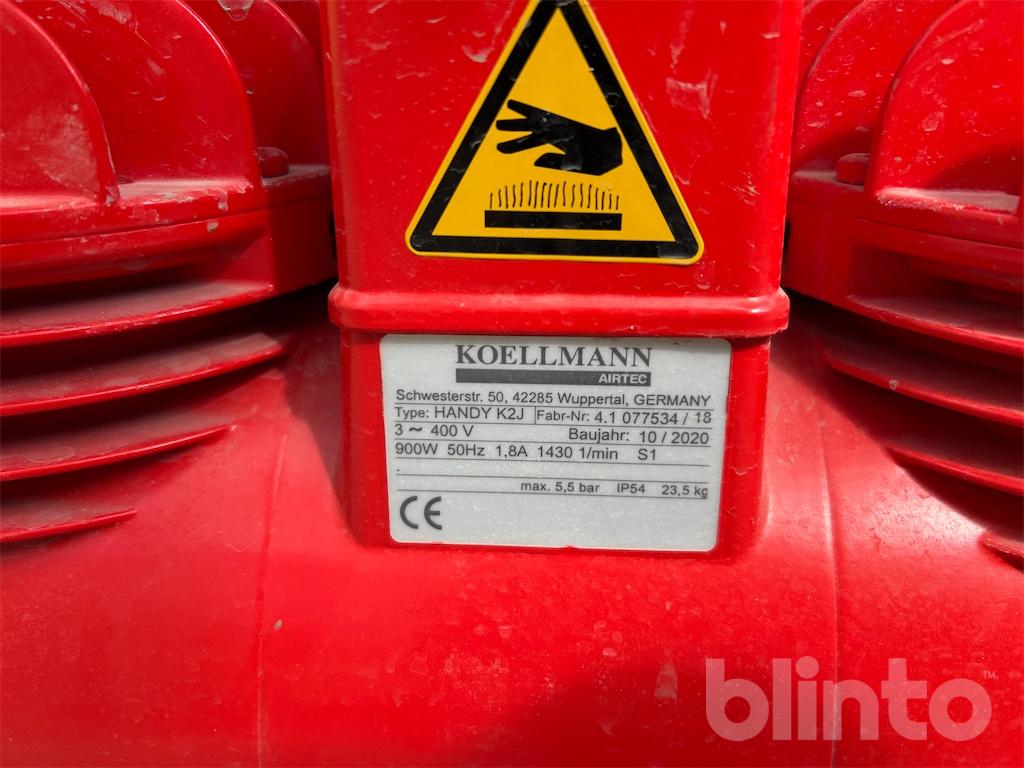 KOELLMANN
AIRTEC
Schwesterstr. 50, 42285 Wuppertal, GERMANY
Type: HANDY K2J Fabr-Nr: 4.1 077534 / 18
3 ~ 400 V Baujahr: 10 / 2020
900W 50Hz 1,8A 1430 1/min S1
max. 5,5 bar IP54 23,5 kg
CE
blinto™